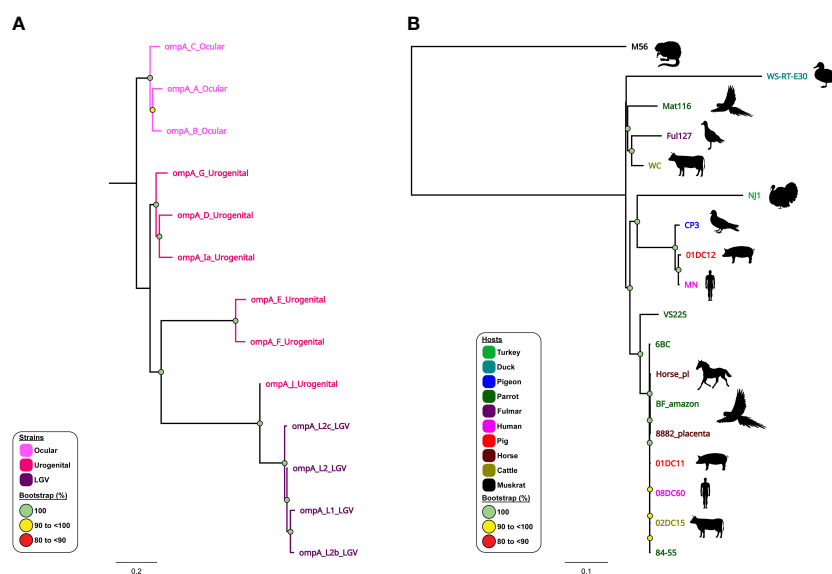 A
ompA_C_Ocular
ompA_A_Ocular
ompA_B_Ocular
ompA_G_Urogenital
ompA_D_Urogenital
ompA_Ia_Urogenital
ompA_E_Urogenital
ompA_F_Urogenital
ompA_J_Urogenital
ompA_L2c_LGV
ompA_L2_LGV
ompA_L1_LGV
ompA_L2b_LGV
Strains
Ocular
Urogenital
LGV
Bootstrap (%)
100
90 to <100
80 to <90
0.2
B
M56
WS-RT-E30
Mat116
Ful127
WC
NJ1
CP3
01DC12
MN
VS225
6BC
Horse_pl
BF_amazon
8882_placenta
01DC11
08DC60
02DC15
84-55
Hosts
Turkey
Duck
Pigeon
Parrot
Fulmar
Human
Pig
Horse
Cattle
Muskrat
Bootstrap (%)
100
90 to <100
80 to <90
0.1